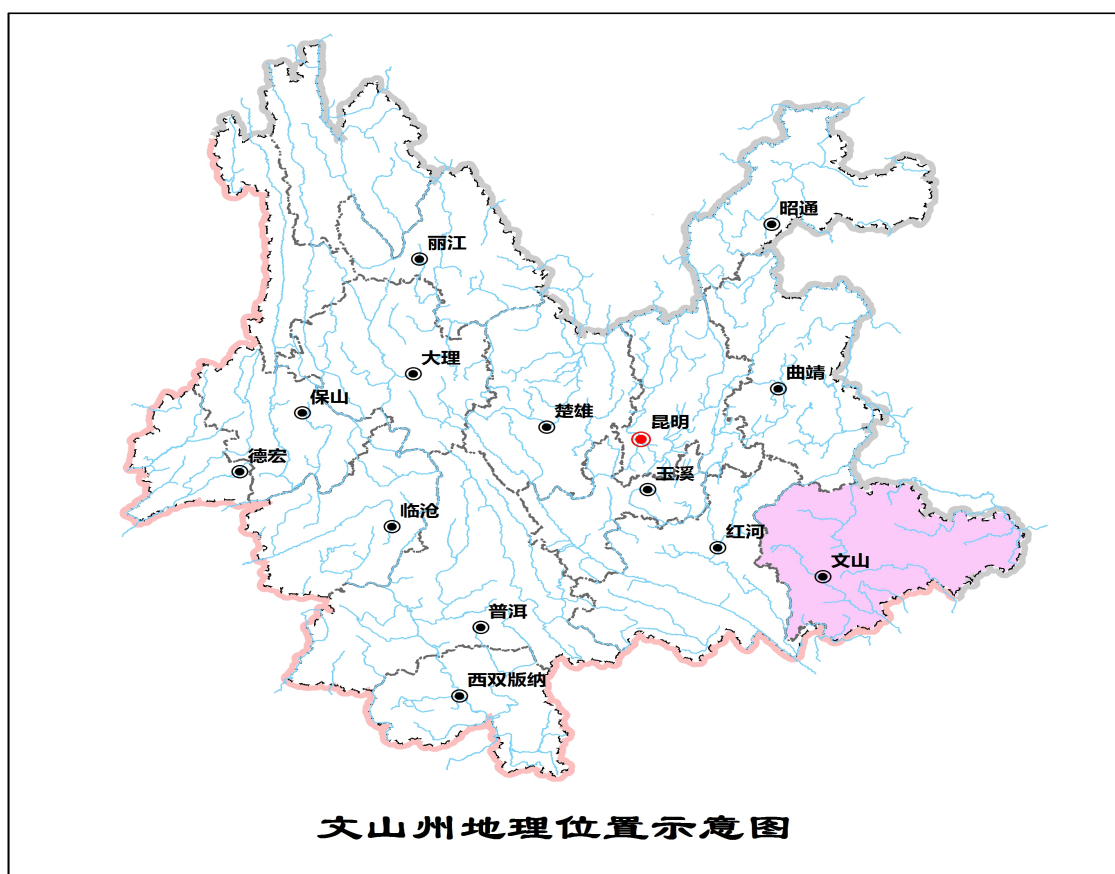 昭通
丽江
大理
曲靖
保山
楚雄
昆明
德宏
玉溪
临沧
红河
文山
普洱
西双版纳
文山州地理位置示意图